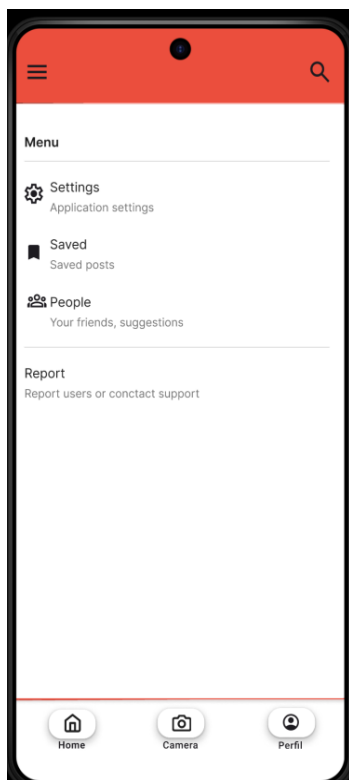 Menu
Settings
Application settings
Saved
Saved posts
People
Your friends, suggestions
Report
Report users or conctact support
Home
Camera
Perfil